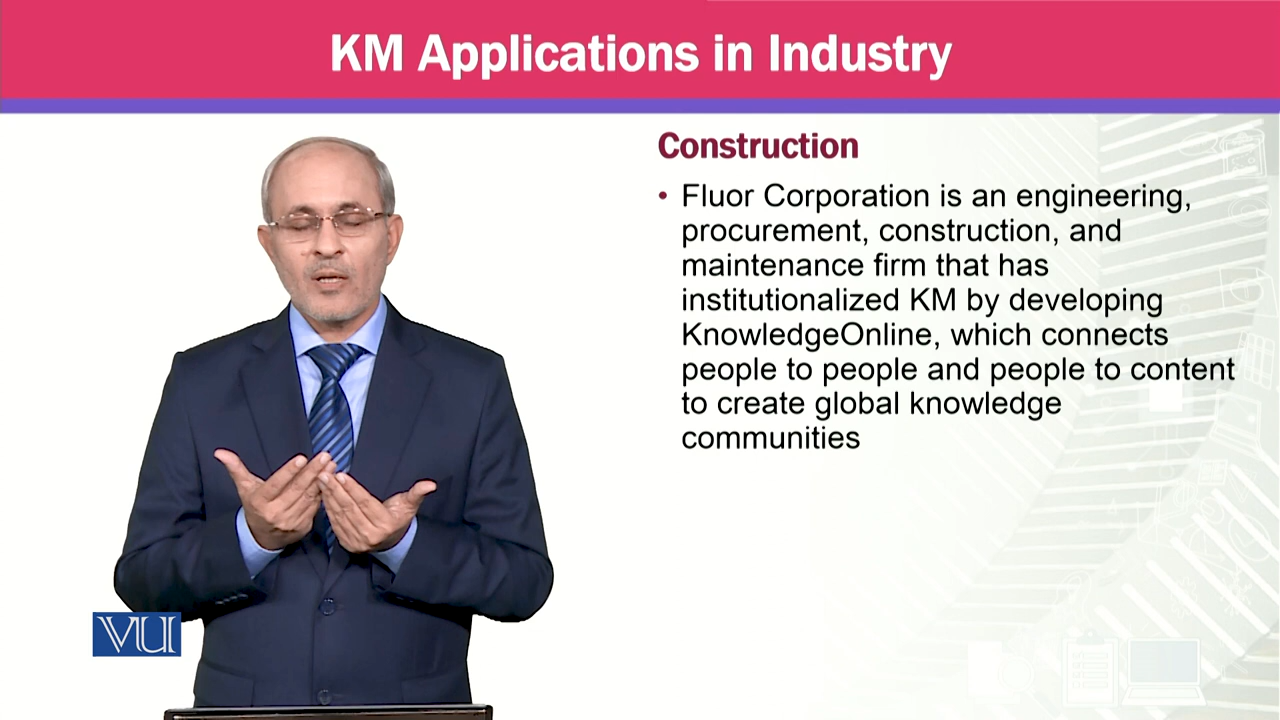 KM Applications in Industry
Construction
• Fluor Corporation is an engineering,
procurement, construction, and
maintenance firm that has
institutionalized KM by developing
KnowledgeOnline, which connects
people to people and people to content
to create global knowledge
communities
VU